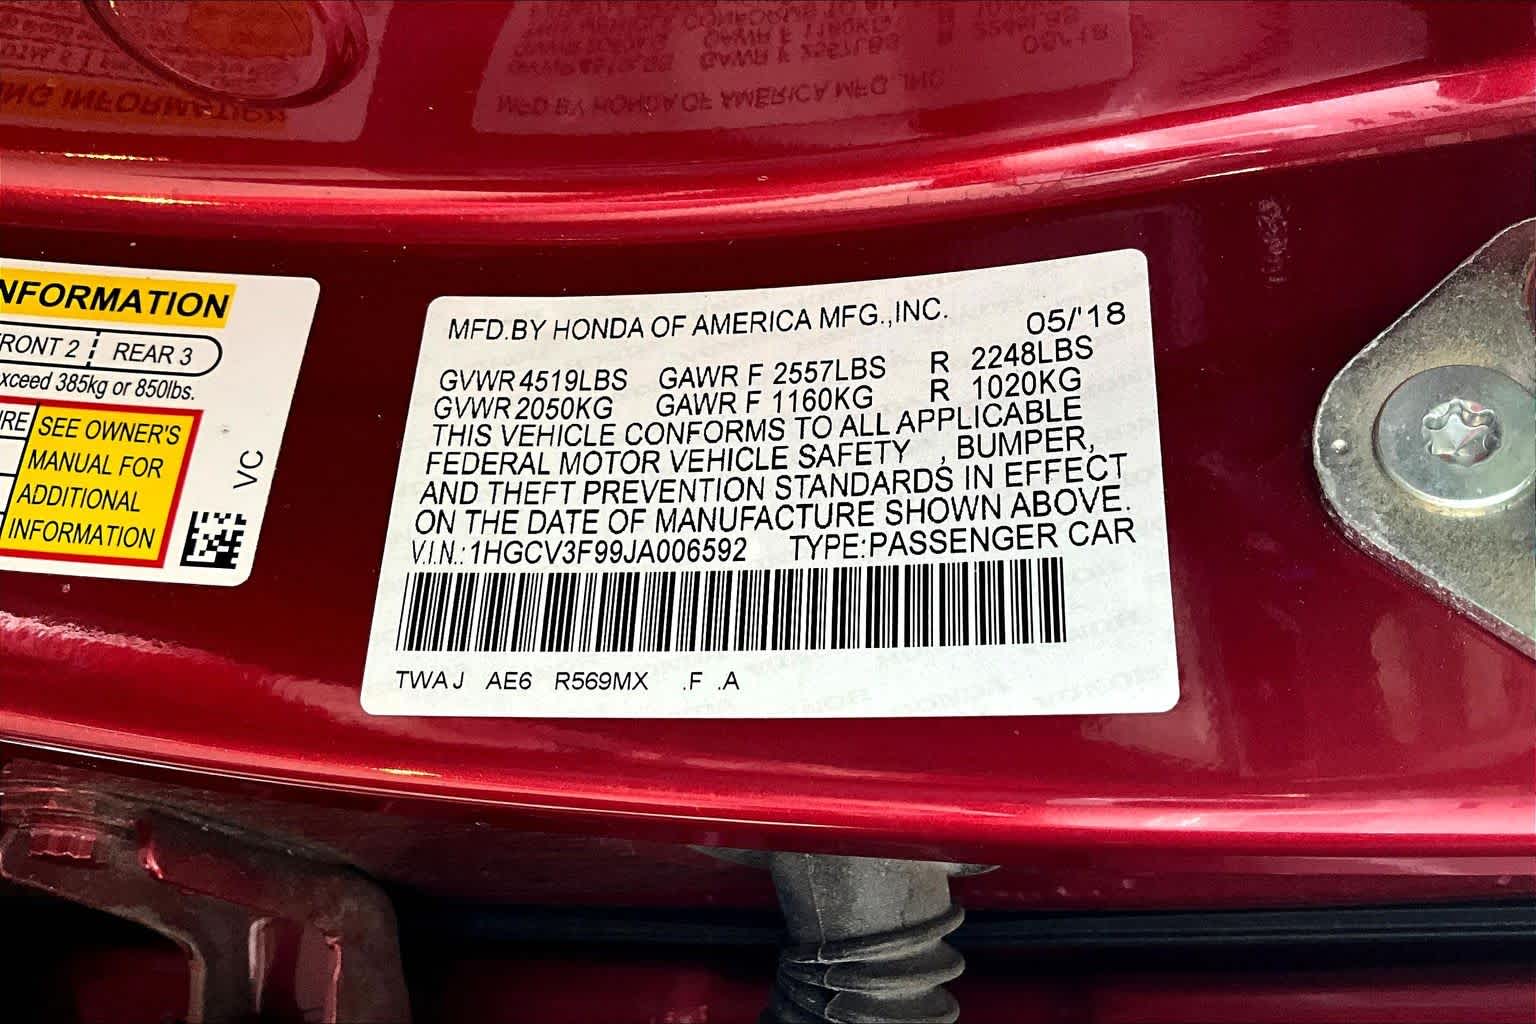 NFORMATION
RONT 2 REAR 3
xceed 385kg or 850lbs.
RE
SEE OWNER'S
MANUAL FOR
ADDITIONAL
INFORMATION
VC
MFD.BY HONDA OF AMERICA MFG.,INC.
05/'18
GVWR 4519LBS GAWR F 2557LBS R 2248LBS
GVWR 2050KG GAWR F 1160KG R 1020KG
THIS VEHICLE CONFORMS TO ALL APPLICABLE
FEDERAL MOTOR VEHICLE SAFETY , BUMPER,
AND THEFT PREVENTION STANDARDS IN EFFECT
ON THE DATE OF MANUFACTURE SHOWN ABOVE.
V.I.N.: 1HGCV3F99JA006592 TYPE:PASSENGER CAR
TWAJ AE6 R569MX .F .A